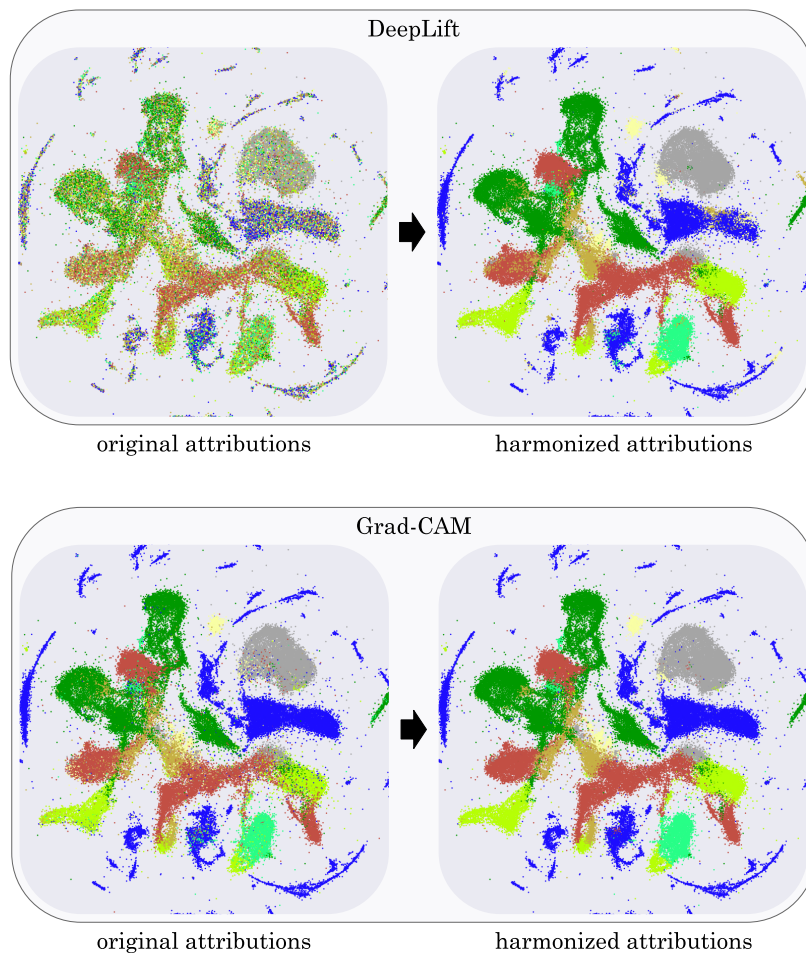 DeepLift
original attributions
harmonized attributions
Grad-CAM
original attributions
harmonized attributions